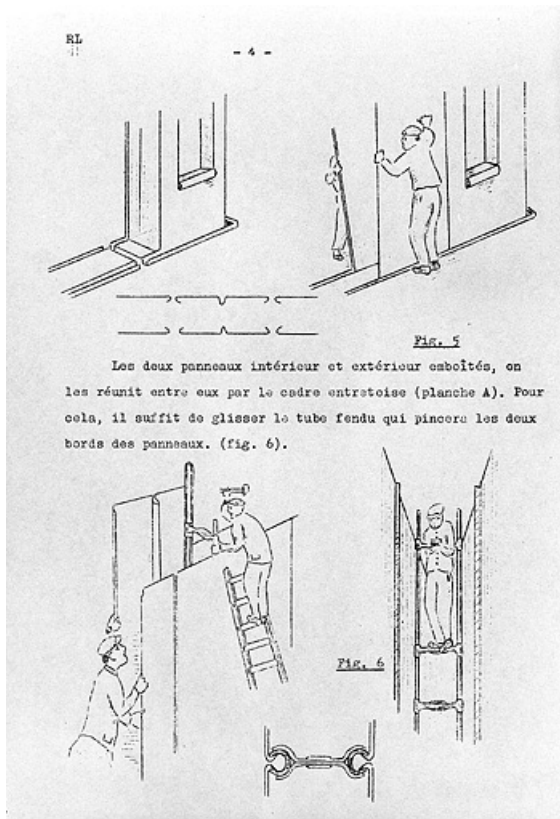 RL
- 4 -
Fig. 5
Les deux panneaux intérieur et extérieur emboîtés, on
les réunit entre eux par le cadre entretoise (planche A). Pour
cela, il suffit de glisser le tube fendu qui pincera les deux
bords des panneaux. (fig. 6).
Fig. 6